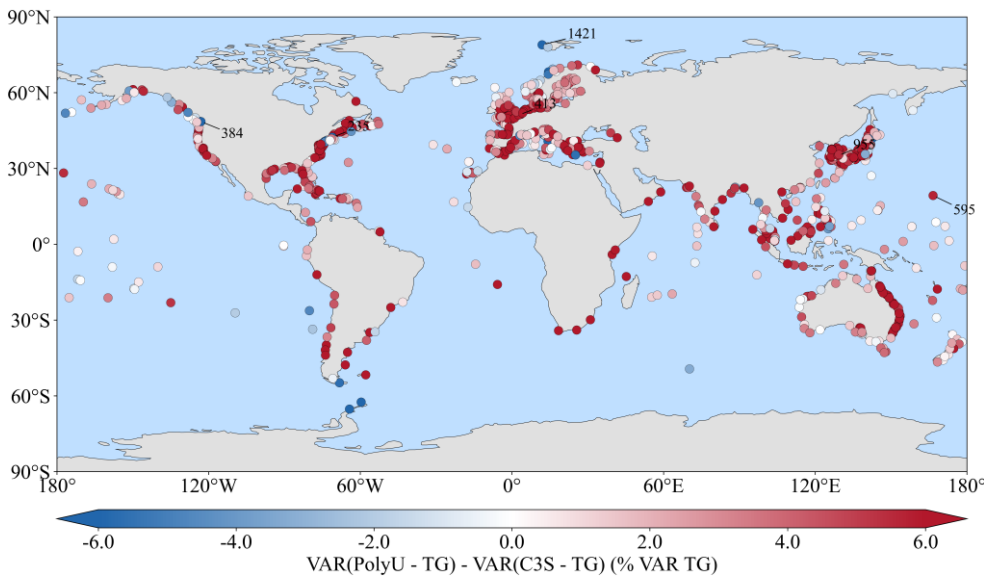 90°N
1421
60°N
413
384
235
955
30°N
595
0°
30°S
60°S
90°S
180° 120°W 60°W 0° 60°E 120°E 180°
-6.0 -4.0 -2.0 0.0 2.0 4.0 6.0
VAR(PolyU - TG) - VAR(C3S - TG) (% VAR TG)